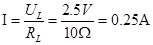 I = U_L / R_L = 2.5V / 10Ω = 0.25A